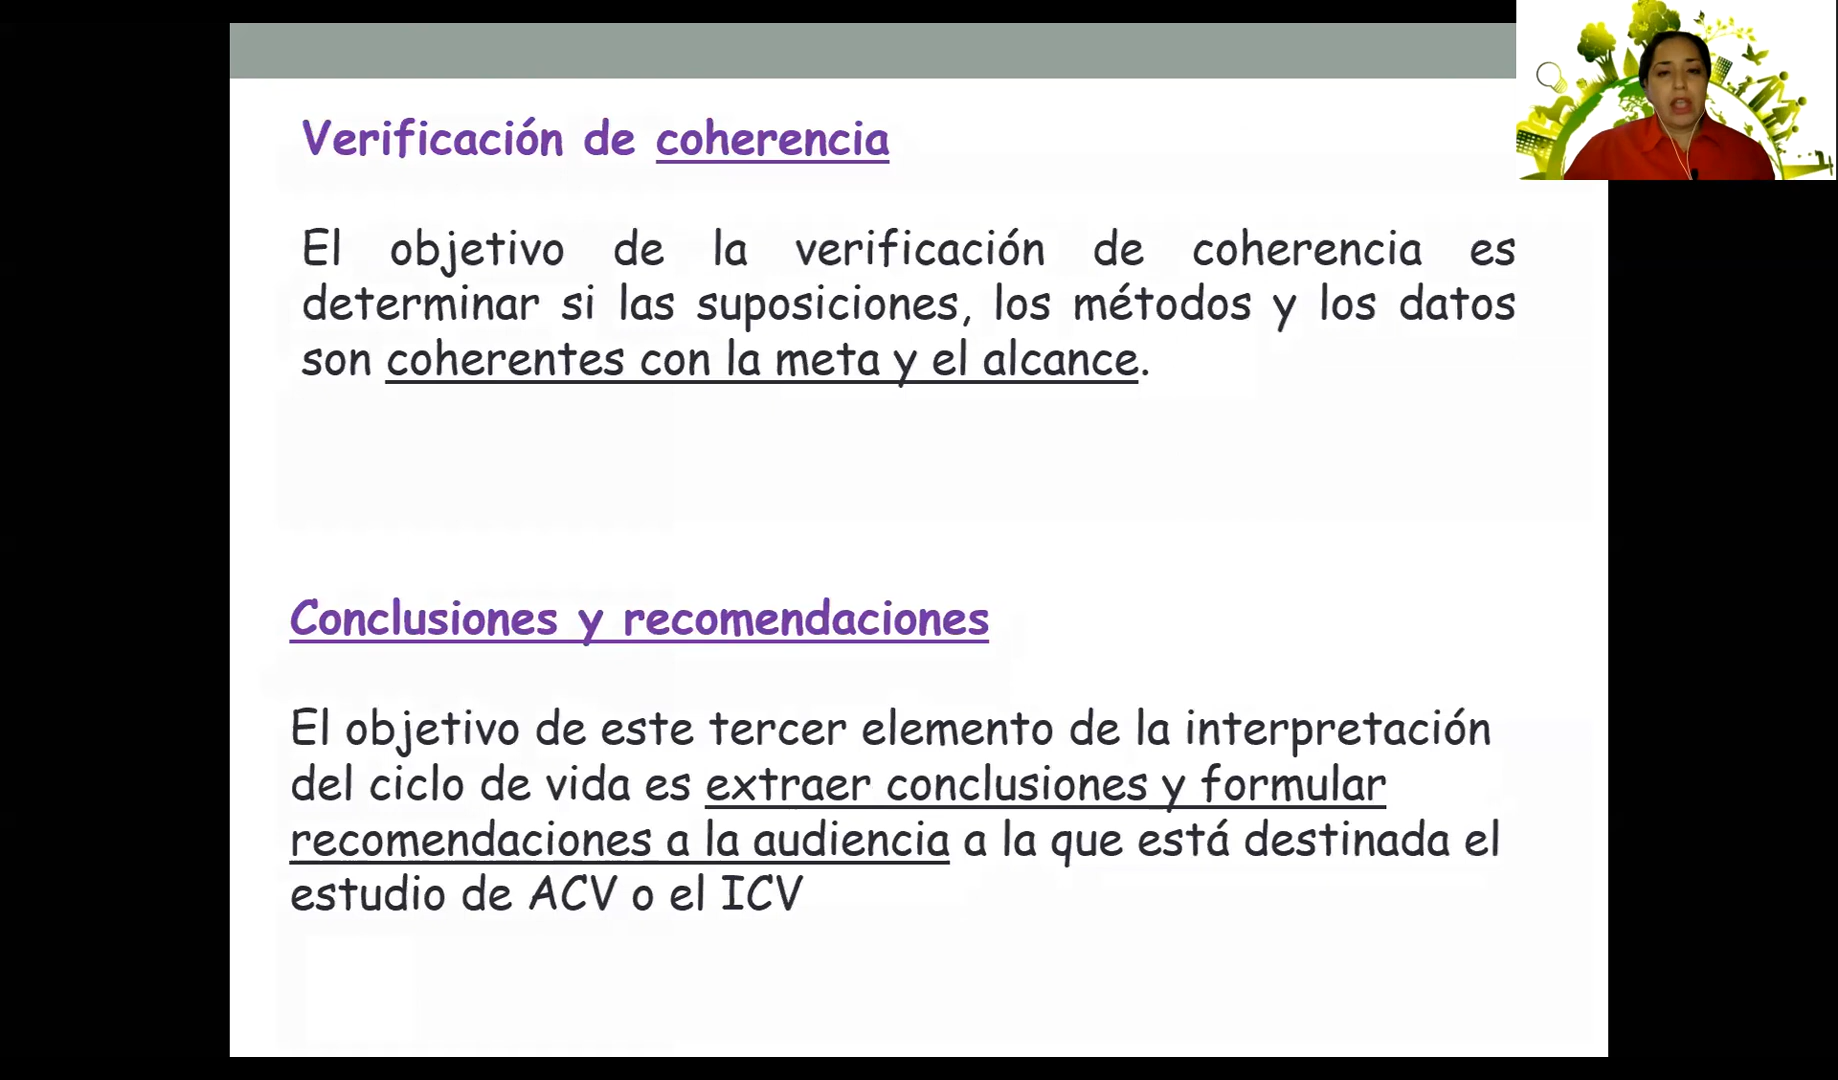 Verificación de coherencia
El objetivo de la verificación de coherencia es
determinar si las suposiciones, los métodos y los datos
son coherentes con la meta y el alcance.
Conclusiones y recomendaciones
El objetivo de este tercer elemento de la interpretación
del ciclo de vida es extraer conclusiones y formular
recomendaciones a la audiencia a la que está destinada el
estudio de ACV o el ICV